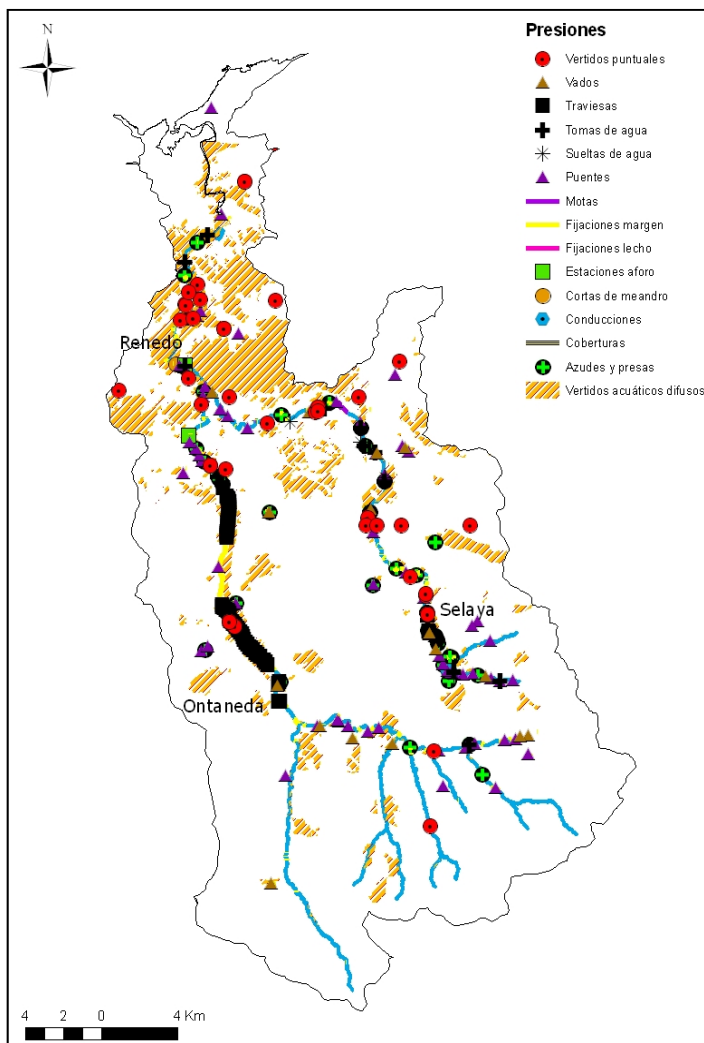 N
Presiones
Vertidos puntuales
Vados
Traviesas
Tomas de agua
Sueltas de agua
Puentes
Motas
Fijaciones margen
Fijaciones lecho
Estaciones aforo
Cortas de meandro
Conducciones
Coberturas
Azudes y presas
Vertidos acuáticos difusos
Renedo
Selaya
Ontaneda
4 2 0 4 Km